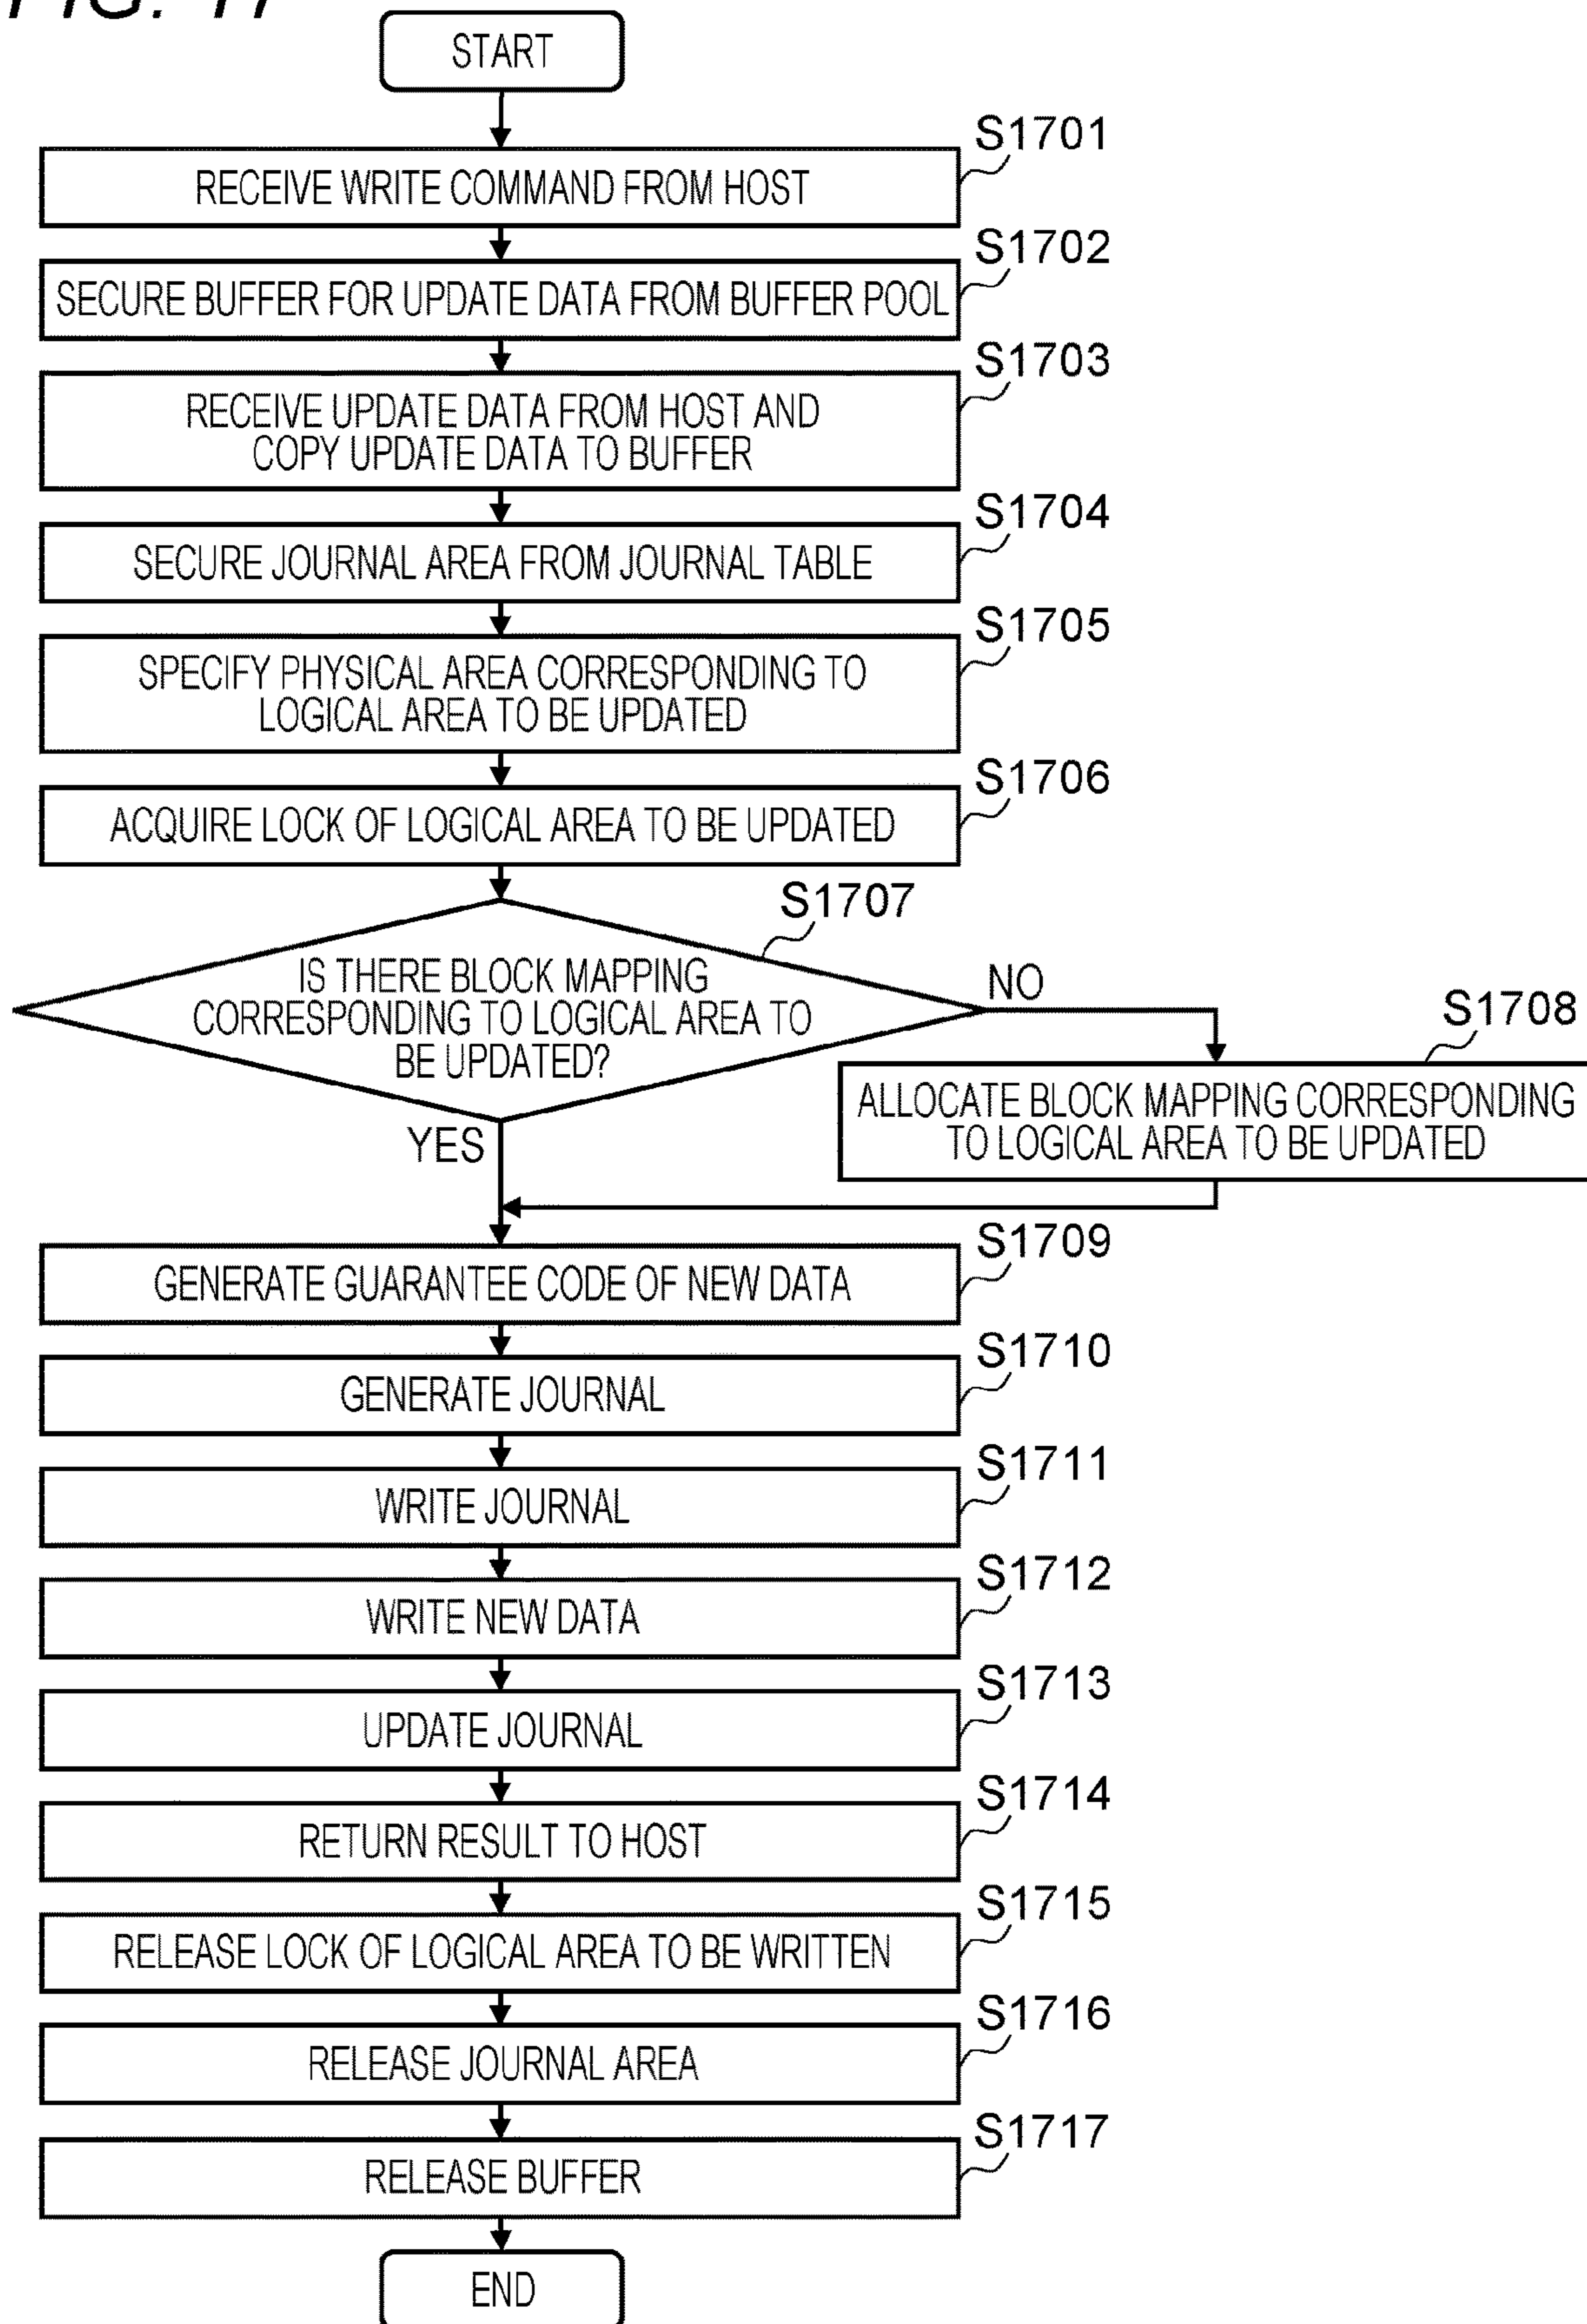 FIG. 17
START
S1701
RECEIVE WRITE COMMAND FROM HOST
S1702
SECURE BUFFER FOR UPDATE DATA FROM BUFFER POOL
S1703
RECEIVE UPDATE DATA FROM HOST AND
COPY UPDATE DATA TO BUFFER
S1704
SECURE JOURNAL AREA FROM JOURNAL TABLE
S1705
SPECIFY PHYSICAL AREA CORRESPONDING TO
LOGICAL AREA TO BE UPDATED
S1706
ACQUIRE LOCK OF LOGICAL AREA TO BE UPDATED
S1707
IS THERE BLOCK MAPPING
CORRESPONDING TO LOGICAL AREA TO
BE UPDATED?
NO
S1708
ALLOCATE BLOCK MAPPING CORRESPONDING
TO LOGICAL AREA TO BE UPDATED
YES
S1709
GENERATE GUARANTEE CODE OF NEW DATA
S1710
GENERATE JOURNAL
S1711
WRITE JOURNAL
S1712
WRITE NEW DATA
S1713
UPDATE JOURNAL
S1714
RETURN RESULT TO HOST
S1715
RELEASE LOCK OF LOGICAL AREA TO BE WRITTEN
S1716
RELEASE JOURNAL AREA
S1717
RELEASE BUFFER
END